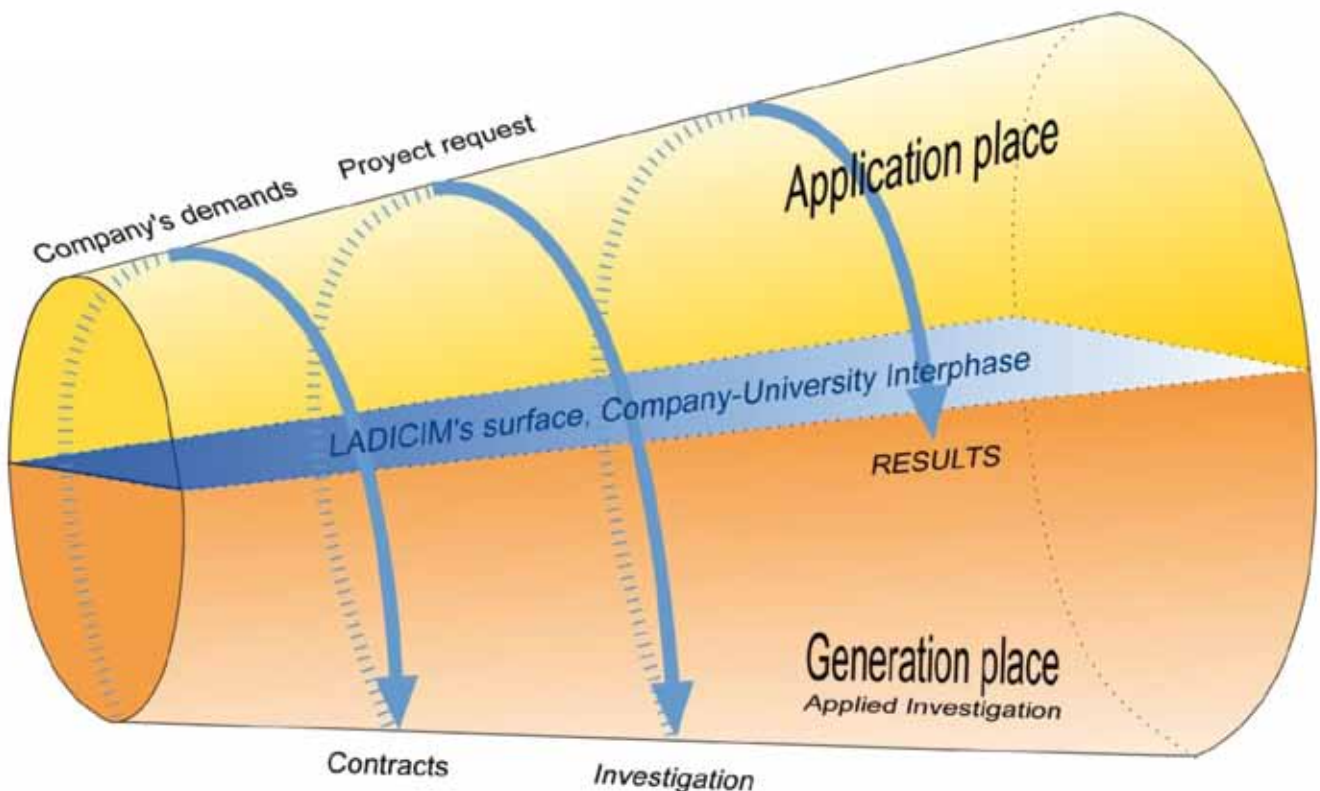 Company's demands
Proyect request
Application place
LADICIM's surface, Company-University Interphase
RESULTS
Generation place
Applied Investigation
Contracts
Investigation